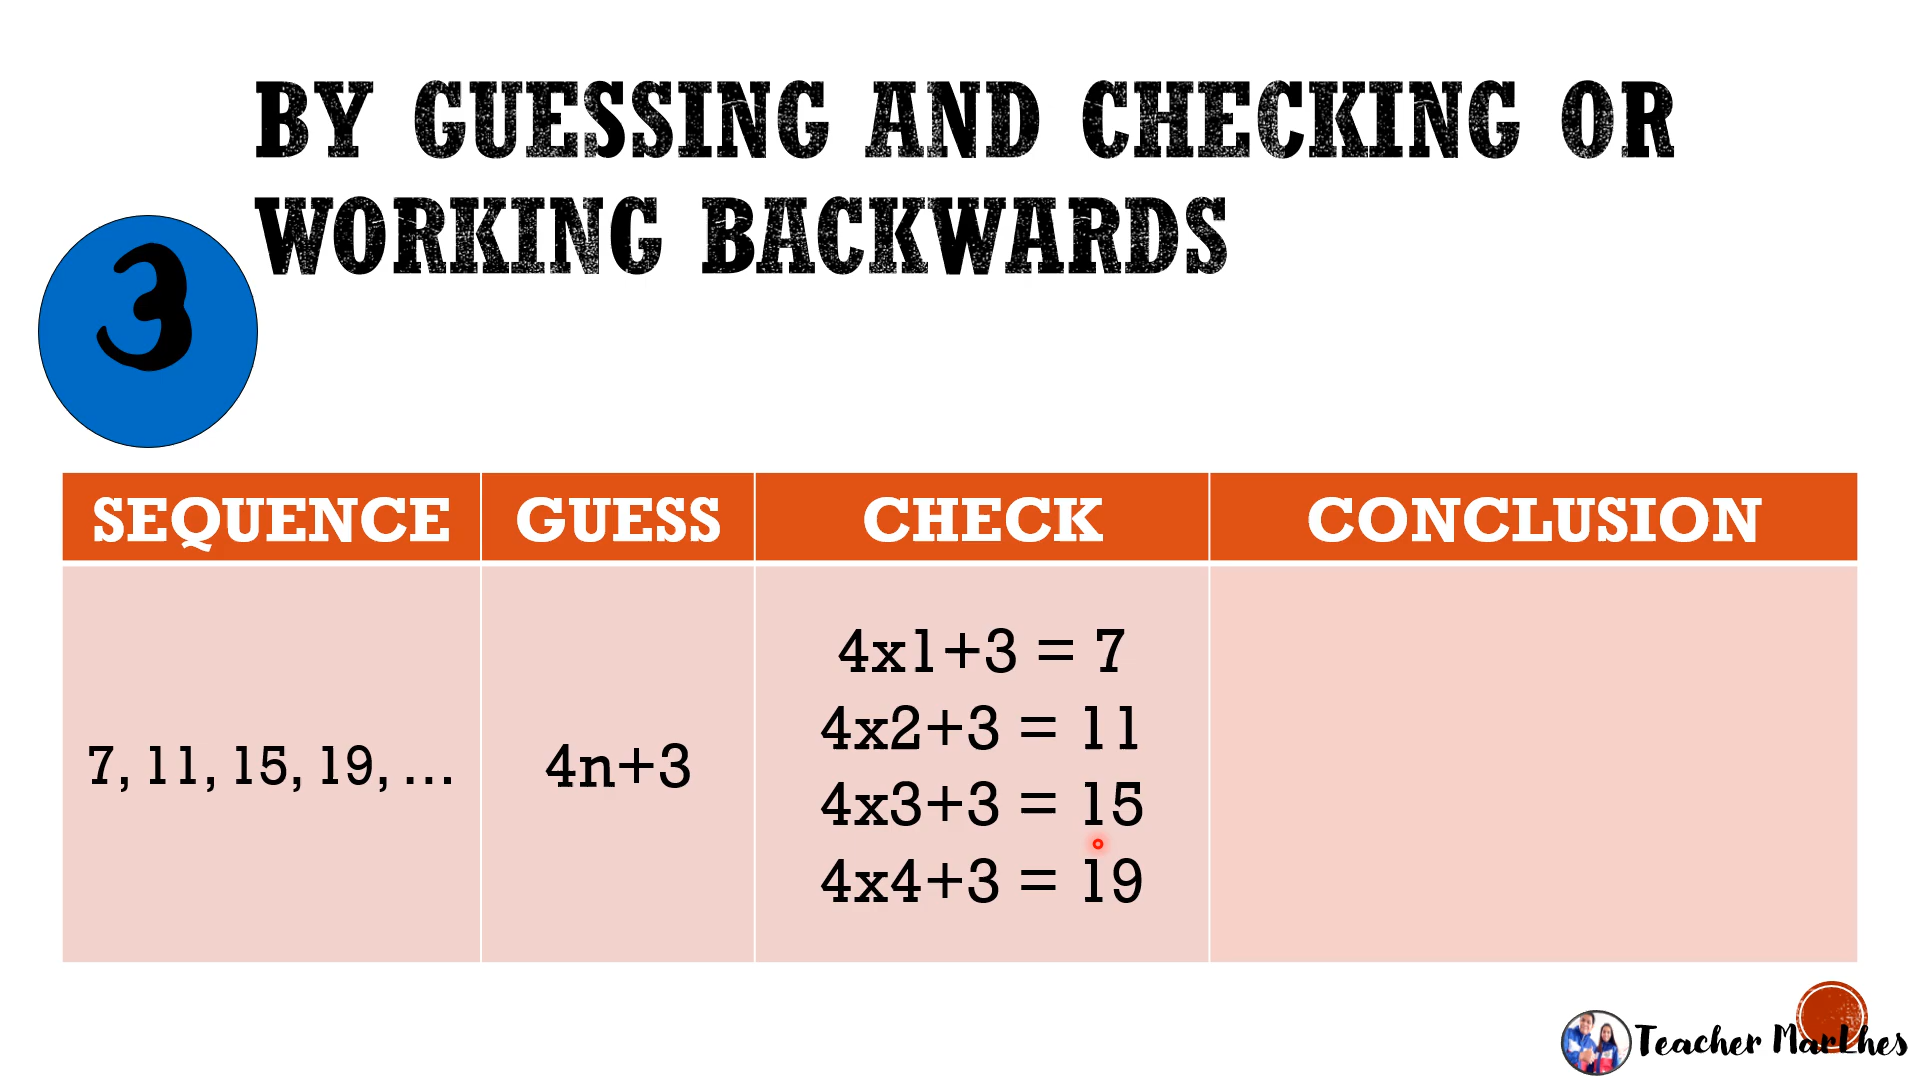 BY GUESSING AND CHECKING OR
WORKING BACKWARDS
3
SEQUENCE GUESS CHECK CONCLUSION
7, 11, 15, 19, … 4n+3
4x1+3 = 7
4x2+3 = 11
4x3+3 = 15
4x4+3 = 19
Teacher MarLhes